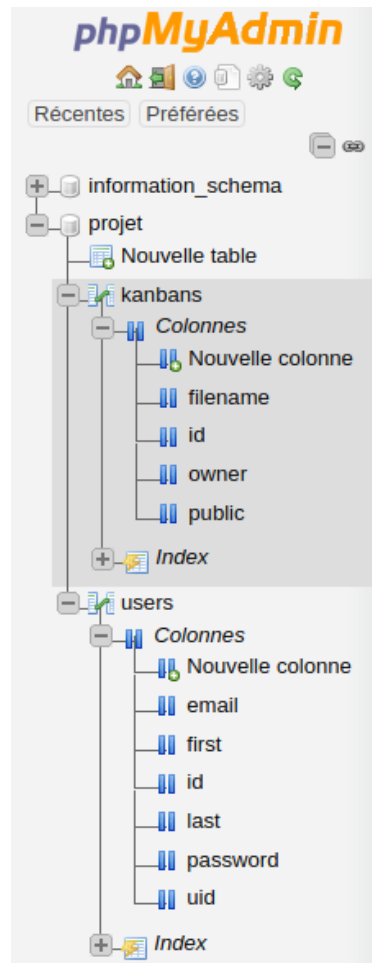 phpMyAdmin
Récentes Préférées
information_schema
projet
Nouvelle table
kanbans
Colonnes
Nouvelle colonne
filename
id
owner
public
Index
users
Colonnes
Nouvelle colonne
email
first
id
last
password
uid
Index